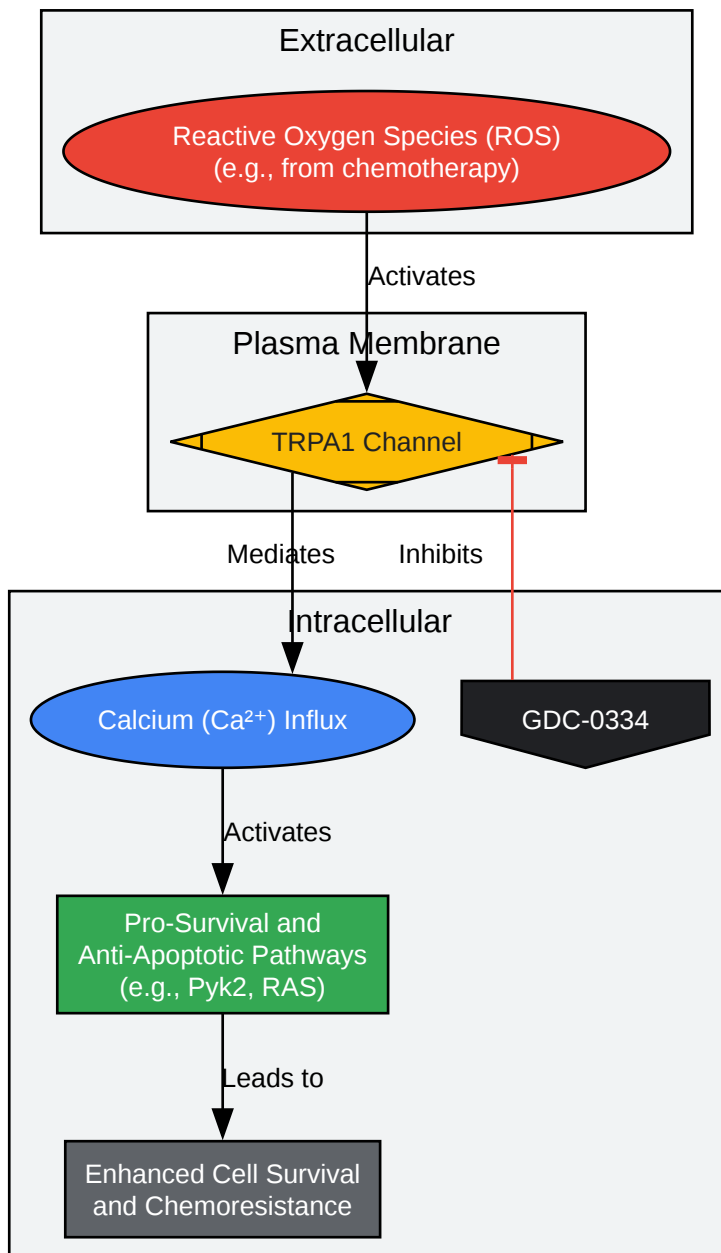 Extracellular
Reactive Oxygen Species (ROS)
(e.g., from chemotherapy)
Activates
Plasma Membrane
TRPA1 Channel
Mediates
Inhibits
Intracellular
Calcium (Ca²⁺) Influx
GDC-0334
Activates
Pro-Survival and
Anti-Apoptotic Pathways
(e.g., Pyk2, RAS)
Leads to
Enhanced Cell Survival
and Chemoresistance